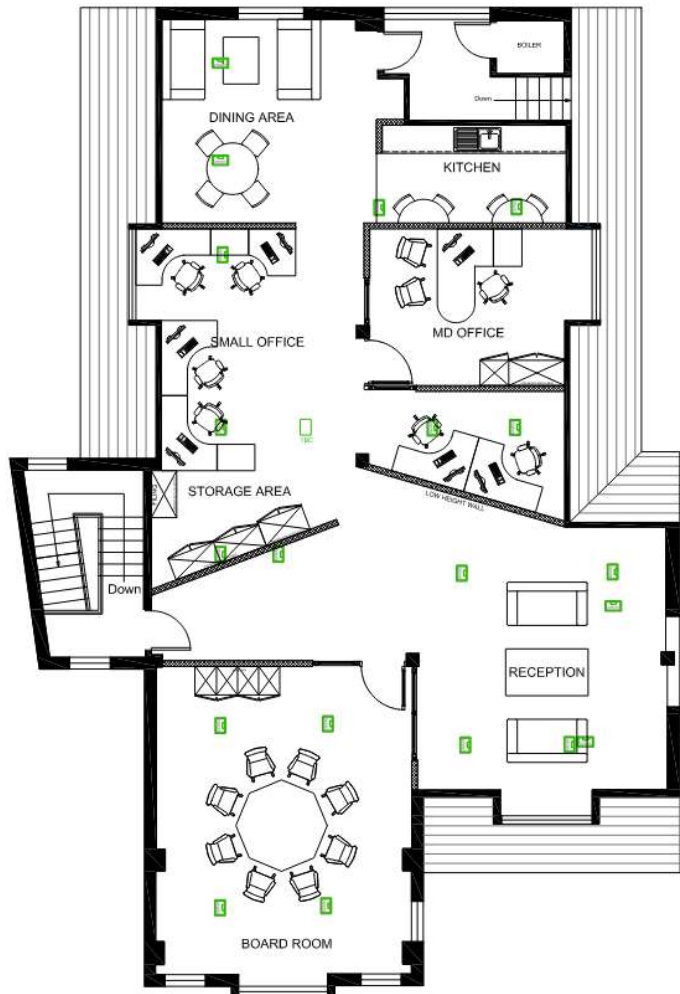 BOILER
Down
DINING AREA
KITCHEN
SMALL OFFICE
MD OFFICE
STORAGE AREA
LOW HEIGHT WALL
Down
RECEPTION
BOARD ROOM